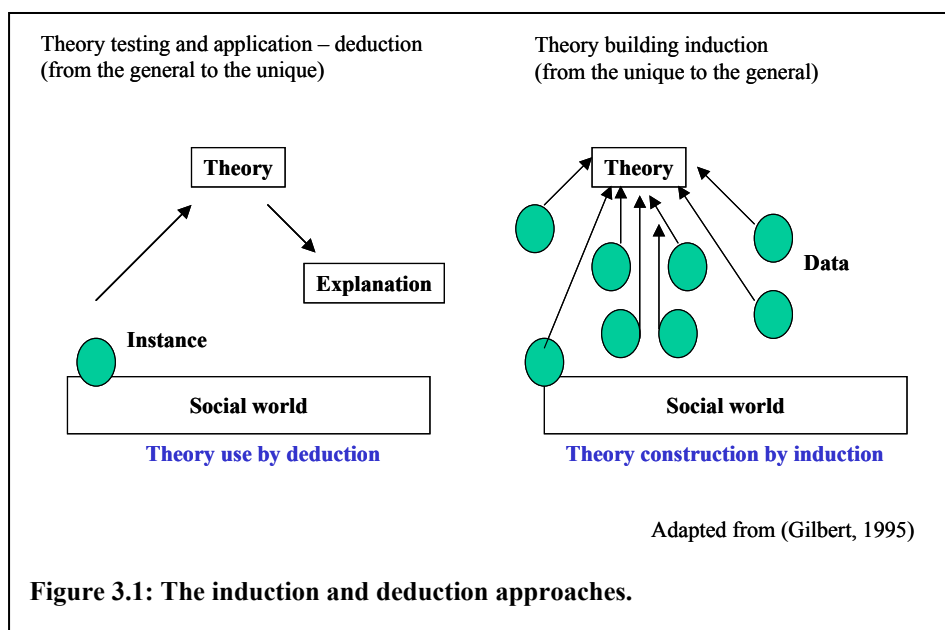 Theory testing and application – deduction
(from the general to the unique)
Theory
Explanation
Instance
Social world
Theory use by deduction
Theory building induction
(from the unique to the general)
Theory
Data
Social world
Theory construction by induction
Adapted from (Gilbert, 1995)
Figure 3.1: The induction and deduction approaches.